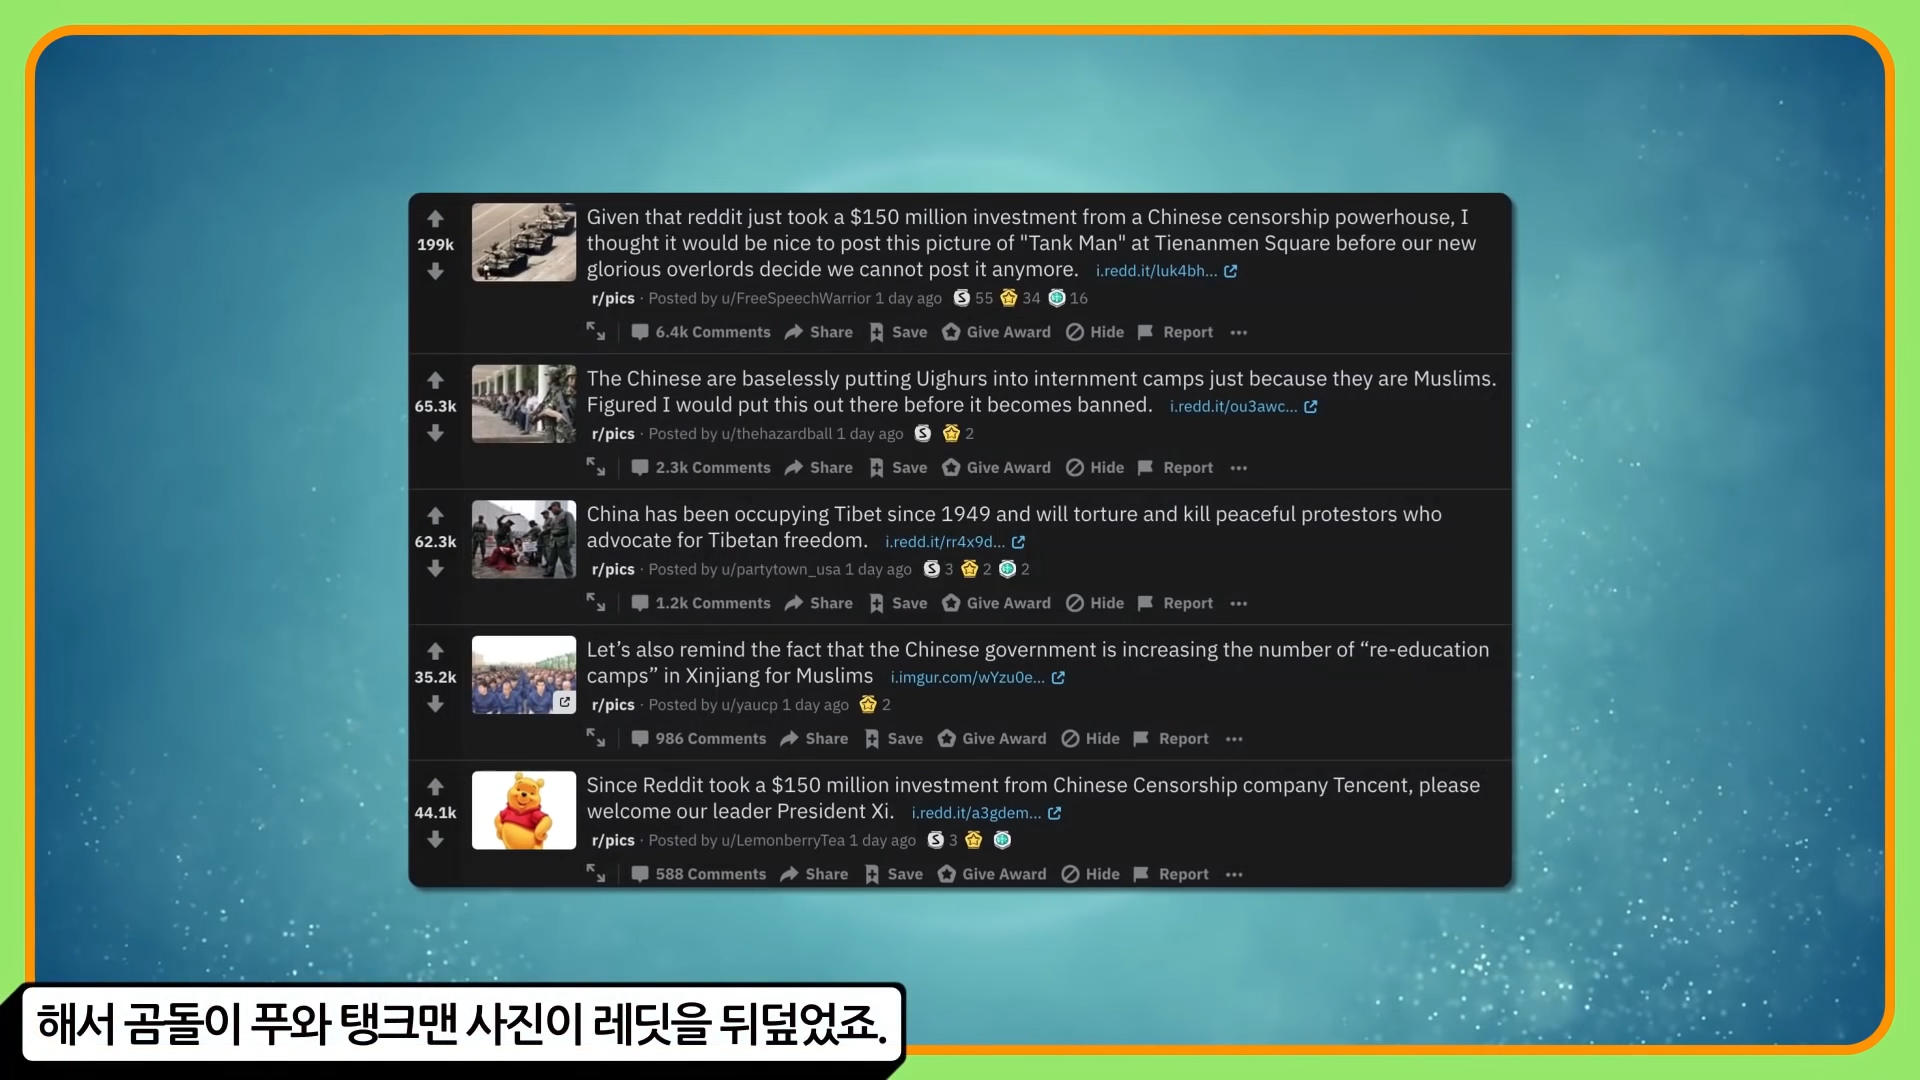 199k
Given that reddit just took a $150 million investment from a Chinese censorship powerhouse, I
thought it would be nice to post this picture of "Tank Man" at Tienanmen Square before our new
glorious overlords decide we cannot post it anymore. i.redd.it/luk4bh...
r/pics · Posted by u/FreeSpeechWarrior 1 day ago S 55 34 16
6.4k Comments Share Save Give Award Hide Report ...
65.3k
The Chinese are baselessly putting Uighurs into internment camps just because they are Muslims.
Figured I would put this out there before it becomes banned. i.redd.it/ou3awc...
r/pics · Posted by u/thehazardball 1 day ago S 2
2.3k Comments Share Save Give Award Hide Report ...
62.3k
China has been occupying Tibet since 1949 and will torture and kill peaceful protestors who
advocate for Tibetan freedom. i.redd.it/rr4x9d...
r/pics · Posted by u/partytown_usa 1 day ago S 3 2 2
1.2k Comments Share Save Give Award Hide Report ...
35.2k
Let’s also remind the fact that the Chinese government is increasing the number of “re-education
camps” in Xinjiang for Muslims i.imgur.com/wYzu0e...
r/pics · Posted by u/yaucp 1 day ago 2
986 Comments Share Save Give Award Hide Report ...
44.1k
Since Reddit took a $150 million investment from Chinese Censorship company Tencent, please
welcome our leader President Xi. i.redd.it/a3gdem...
r/pics · Posted by u/LemonberryTea 1 day ago S 3
588 Comments Share Save Give Award Hide Report ...
해서 곰돌이 푸와 탱크맨 사진이 레딧을 뒤덮었죠.